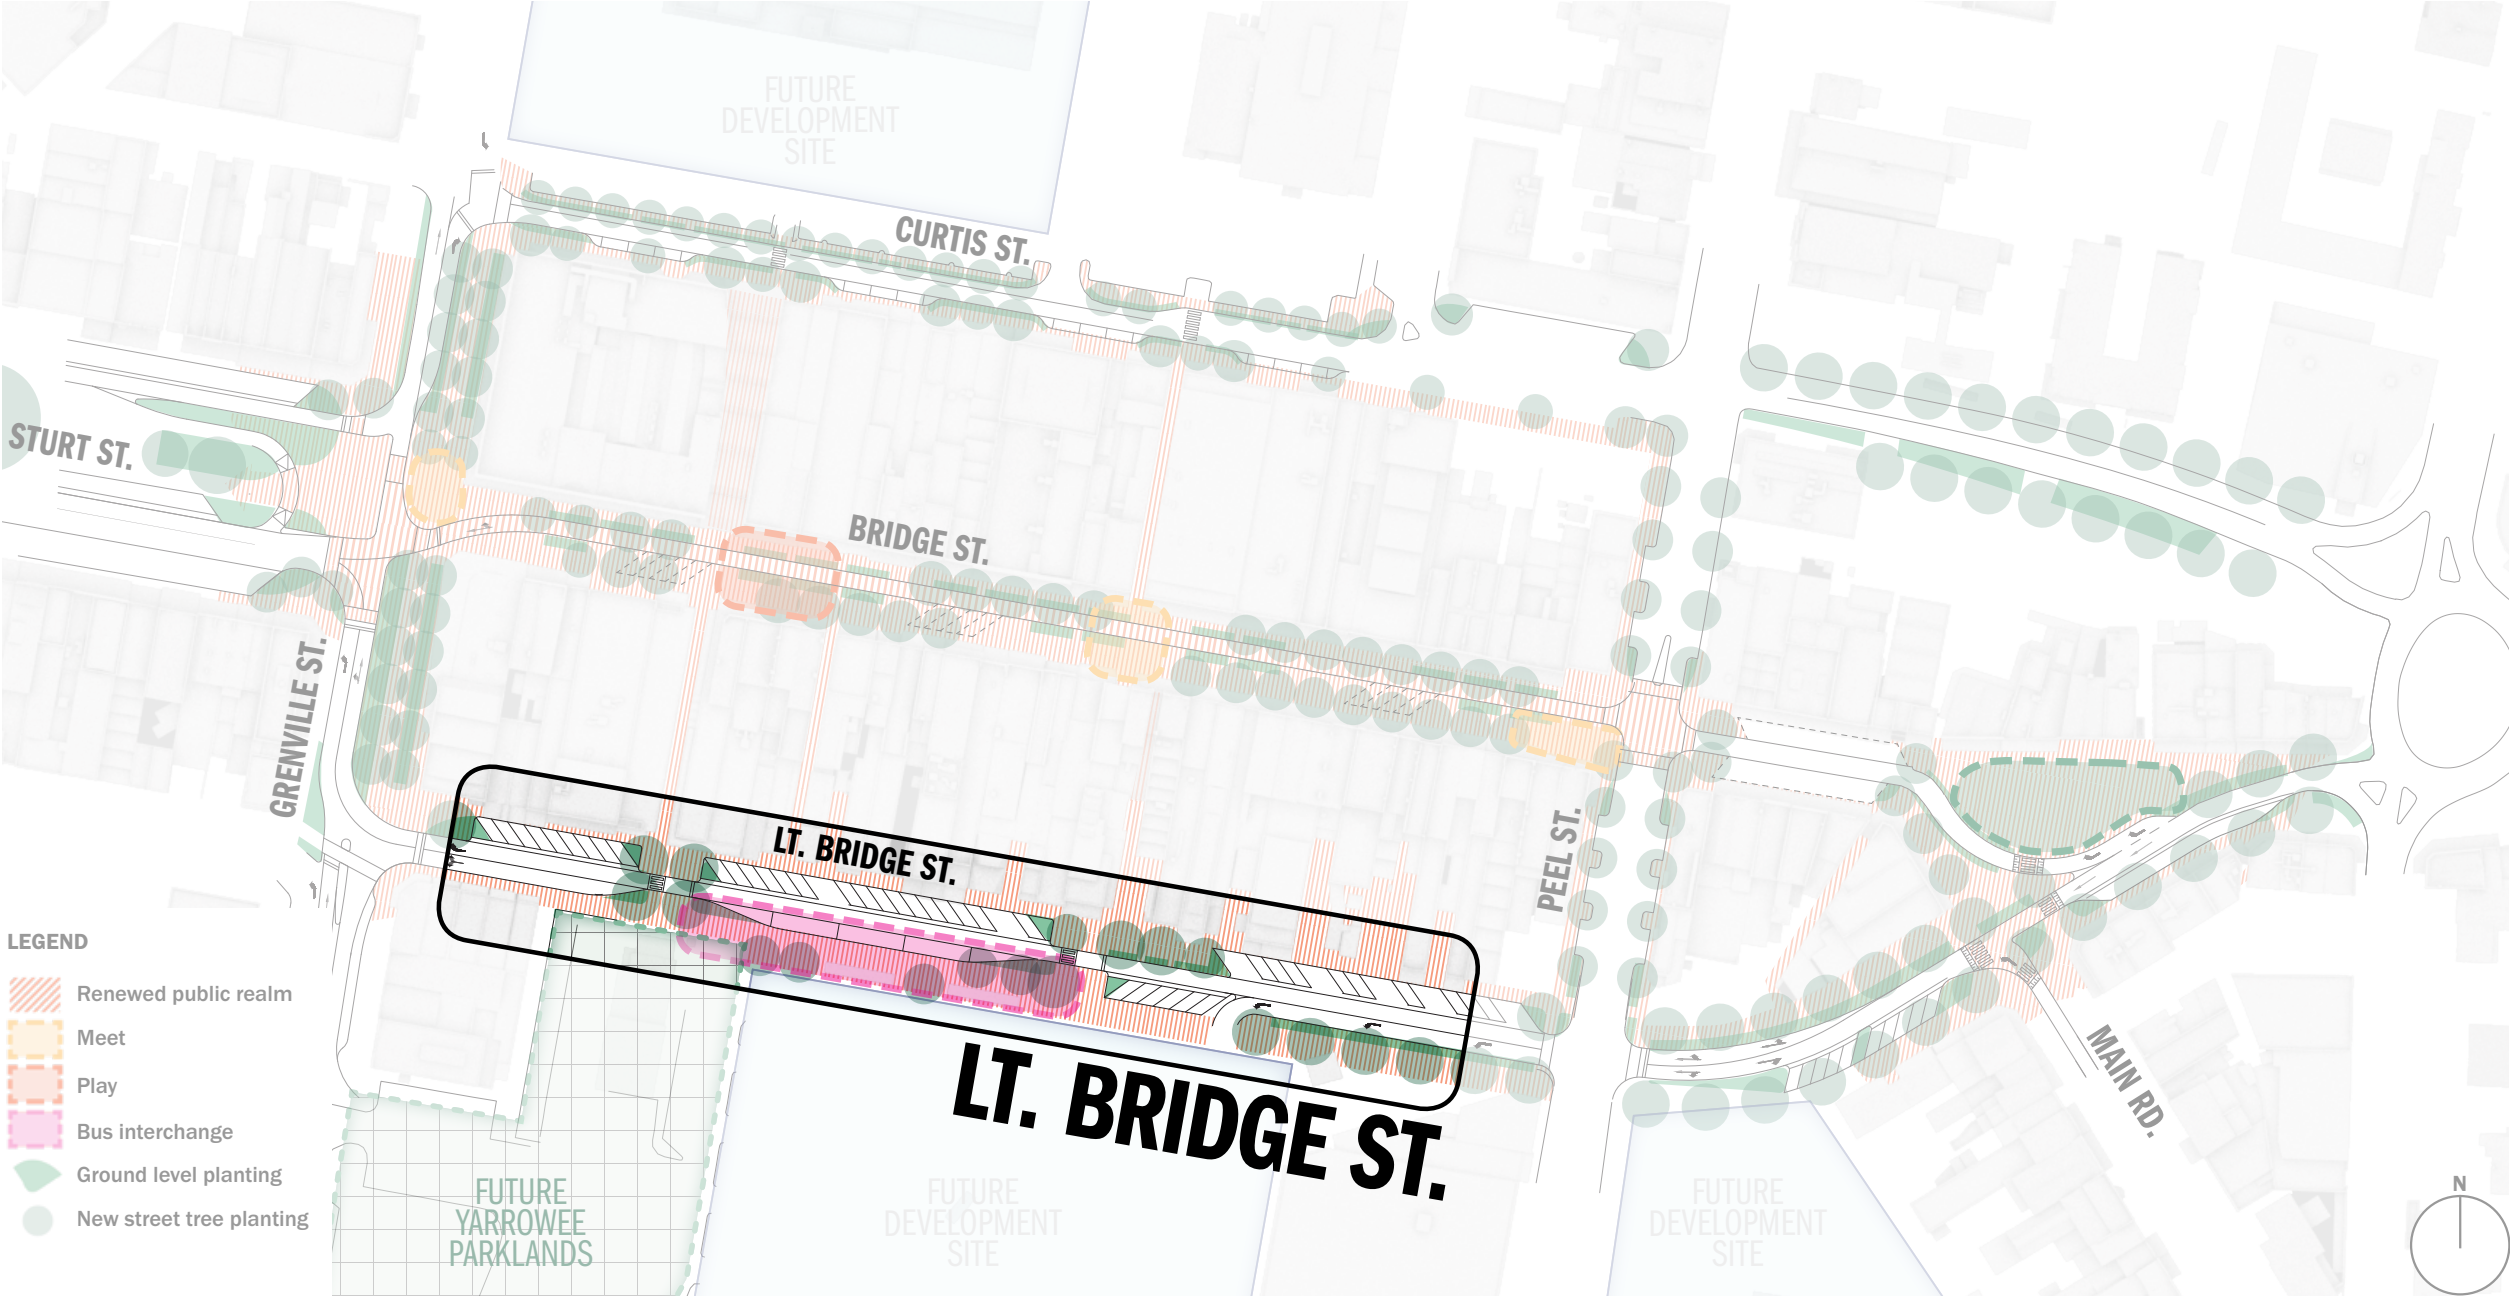 FUTURE
DEVELOPMENT
SITE
CURTIS ST.
STURT ST.
BRIDGE ST.
GRENVILLE ST.
LT. BRIDGE ST.
PEEL ST.
MAIN RD.
LT. BRIDGE ST.
LEGEND
Renewed public realm
Meet
Play
Bus interchange
Ground level planting
New street tree planting
FUTURE
YARROWEE
PARKLANDS
FUTURE
DEVELOPMENT
SITE
FUTURE
DEVELOPMENT
SITE
N